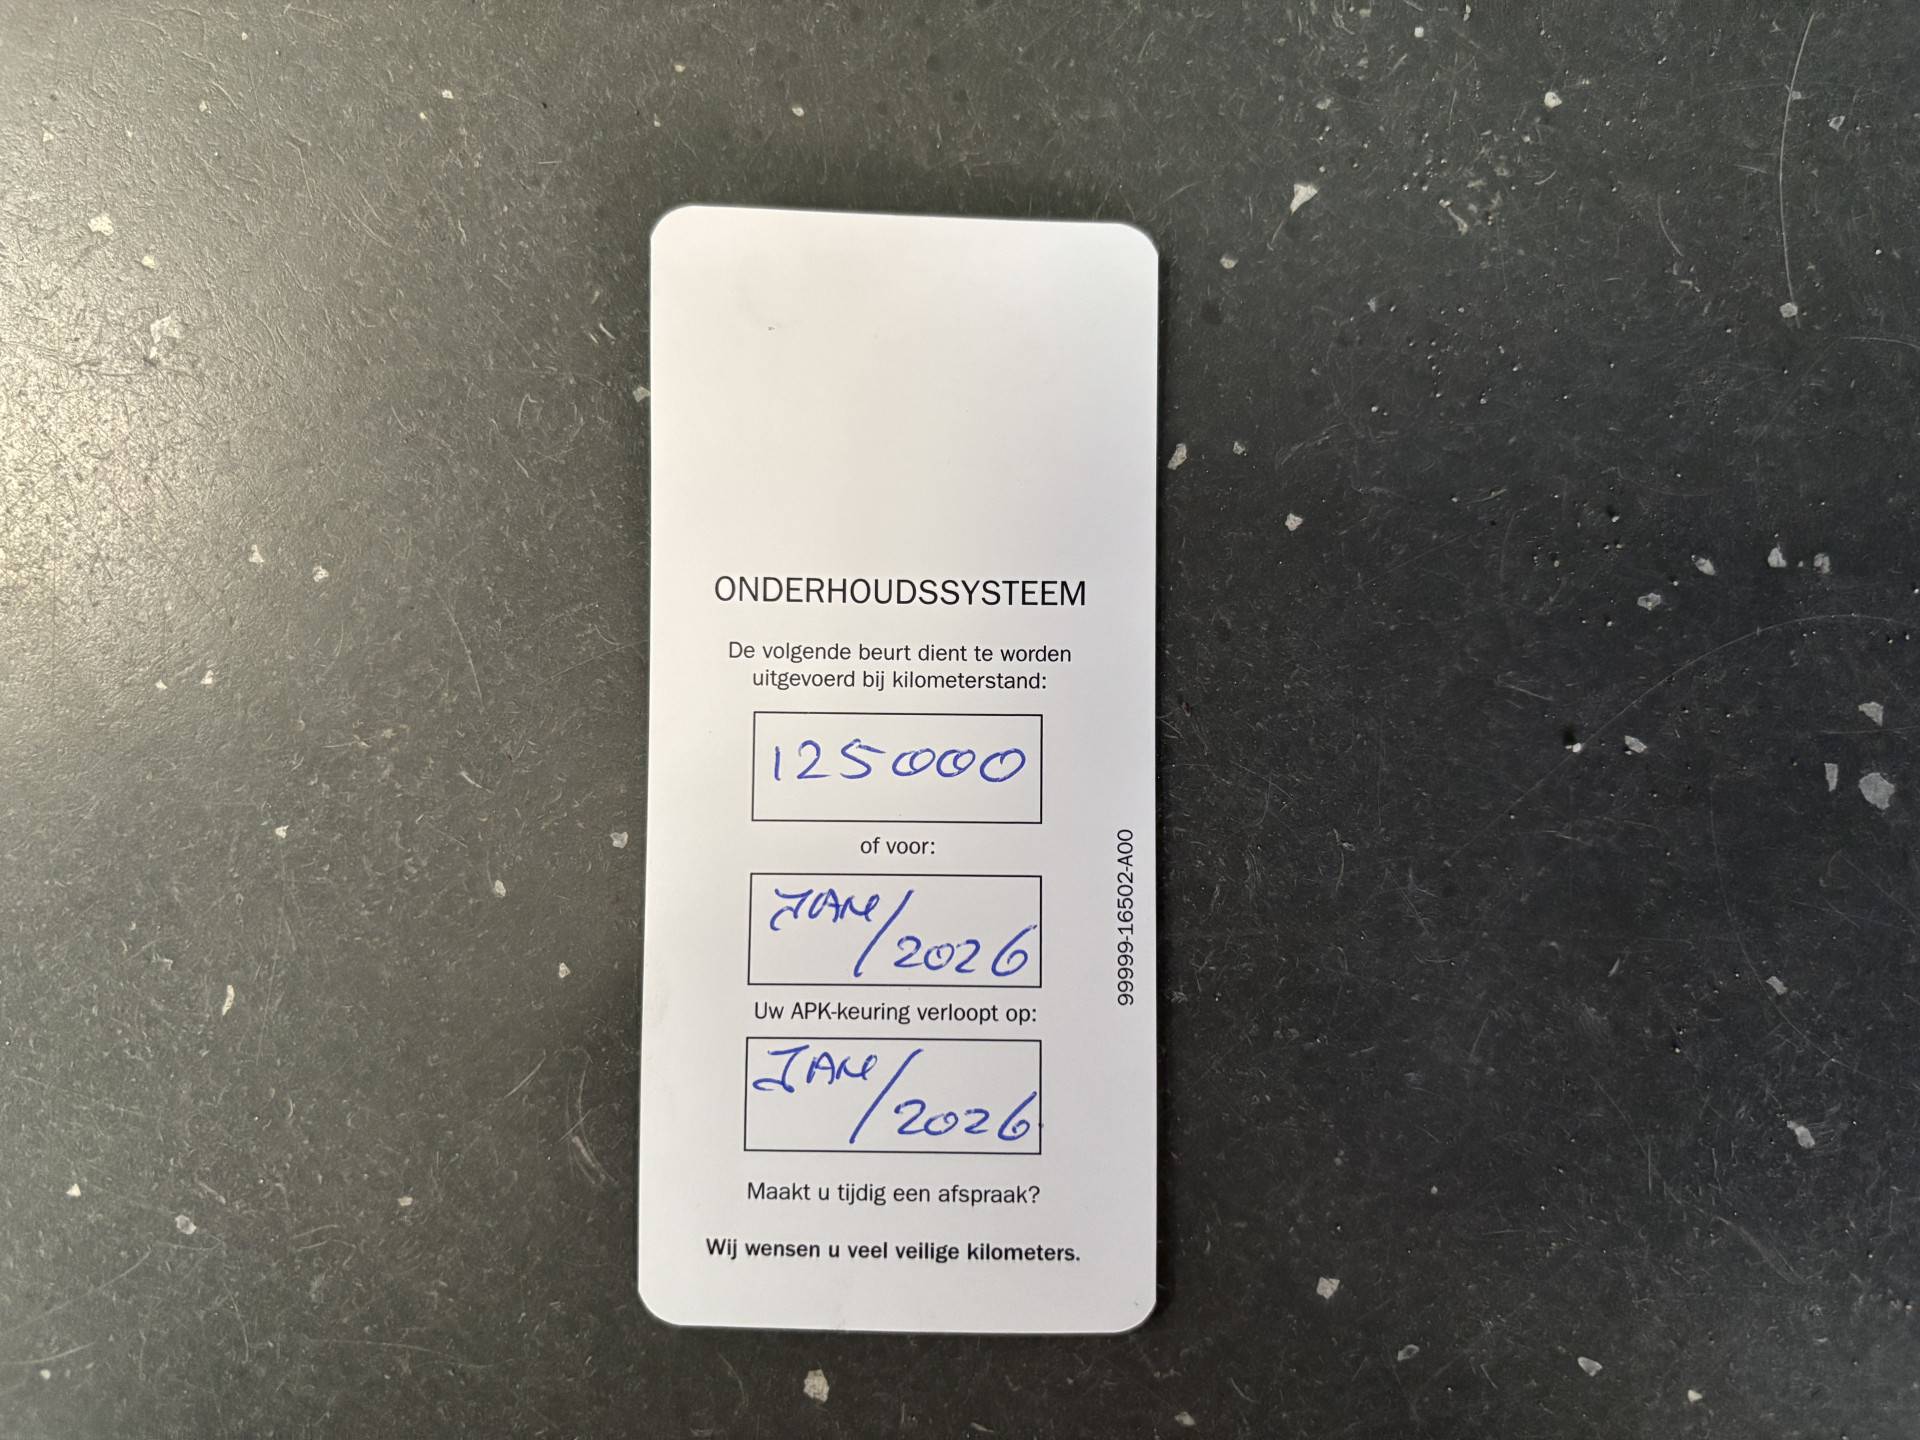 ONDERHOUDSSYSTEEM
De volgende beurt dient te worden
uitgevoerd bij kilometerstand:
125000
of voor:
JAN/2026
Uw APK-keuring verloopt op:
JAN/2026
Maakt u tijdig een afspraak?
Wij wensen u veel veilige kilometers.
99999-16502-A00